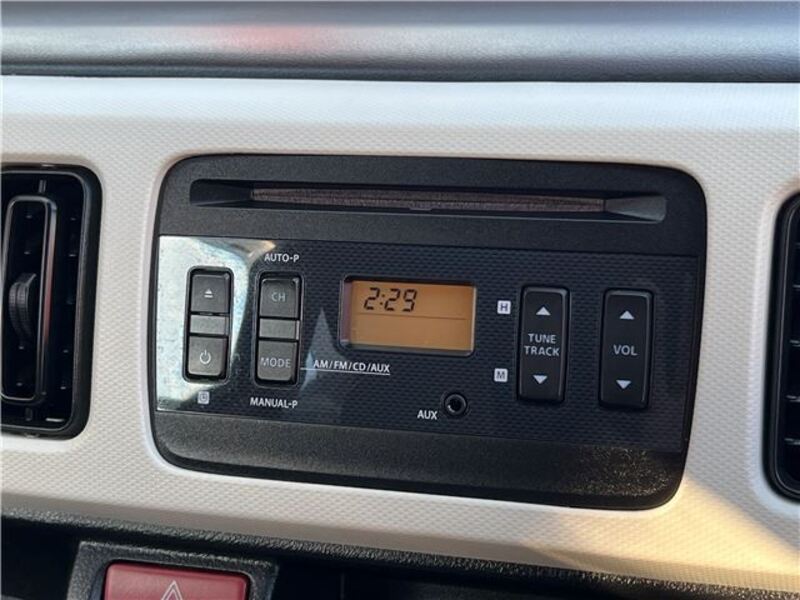 AUTO-P
CH
2:29
H
TUNE
TRACK
VOL
MODE
AM/FM/CD/AUX
M
MANUAL-P
AUX